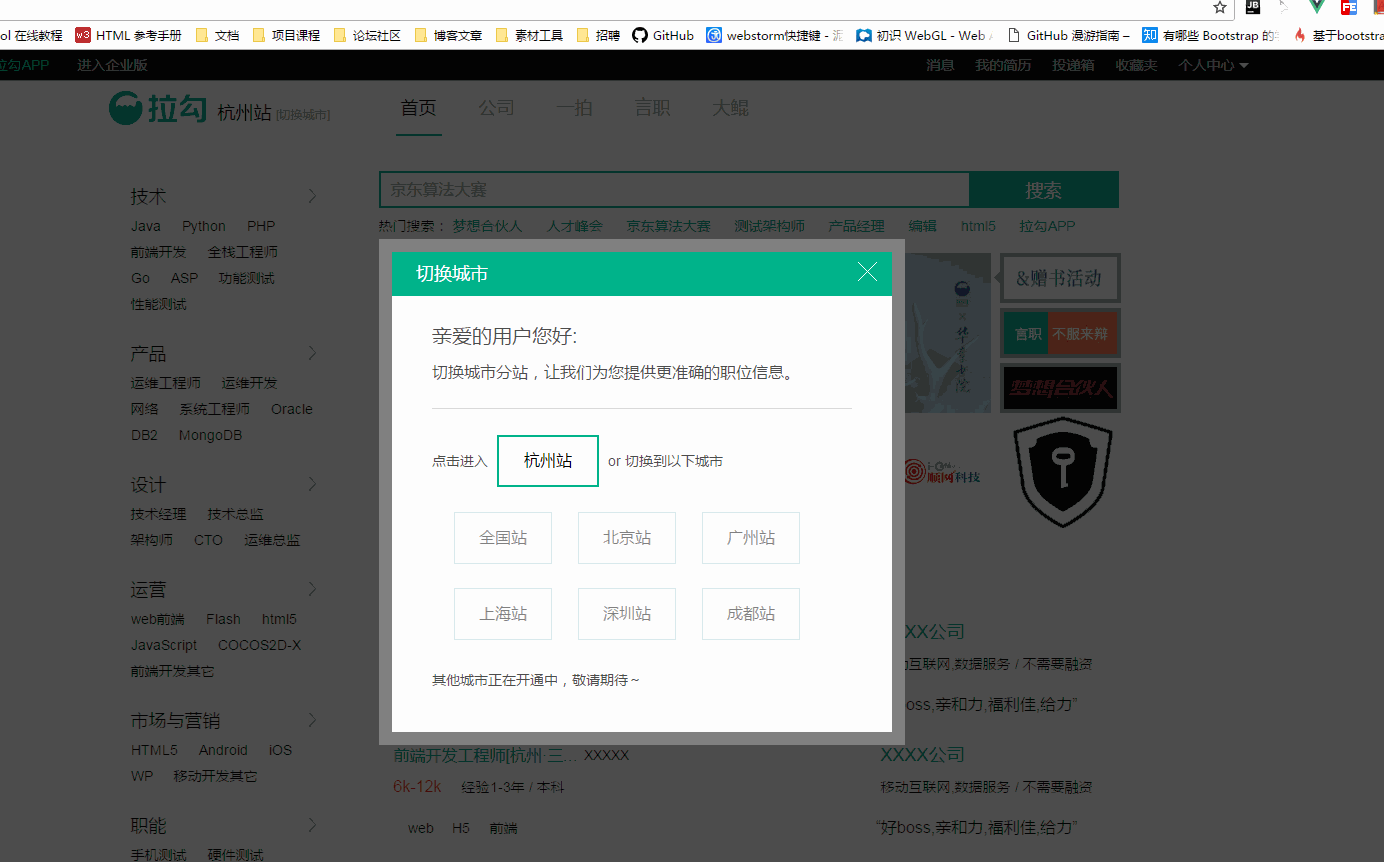 ol 在线教程 HTML 参考手册 文档 项目课程 论坛社区 博客文章 素材工具 招聘 GitHub webstorm快捷键 - 泥 初识 WebGL - Web GitHub 漫游指南 – 有哪些 Bootstrap 的 基于bootstra
拉勾APP 进入企业版 消息 我的简历 投递箱 收藏夹 个人中心
拉勾 杭州站 [切换城市] 首页 公司 一拍 言职 大鲲
京东算法大赛 搜索
热门搜索: 梦想合伙人 人才峰会 京东算法大赛 测试架构师 产品经理 编辑 html5 拉勾APP
技术
Java Python PHP
前端开发 全栈工程师
Go ASP 功能测试
性能测试
产品
运维工程师 运维开发
网络 系统工程师 Oracle
DB2 MongoDB
设计
技术经理 技术总监
架构师 CTO 运维总监
运营
web前端 Flash html5
JavaScript COCOS2D-X
前端开发其它
市场与营销
HTML5 Android iOS
WP 移动开发其它
职能
手机测试 硬件测试
切换城市
亲爱的用户您好:
切换城市分站，让我们为您提供更准确的职位信息。
点击进入 杭州站 or 切换到以下城市
全国站 北京站 广州站
上海站 深圳站 成都站
其他城市正在开通中，敬请期待～
&赠书活动
言职 不服来辩
梦想合伙人
顺网科技
XX公司
互联网,数据服务 / 不需要融资
oss,亲和力,福利佳,给力”
前端开发工程师[杭州·三... XXXXX
6k-12k 经验1-3年 / 本科
web H5 前端
XXXX公司
移动互联网,数据服务 / 不需要融资
“好boss,亲和力,福利佳,给力”